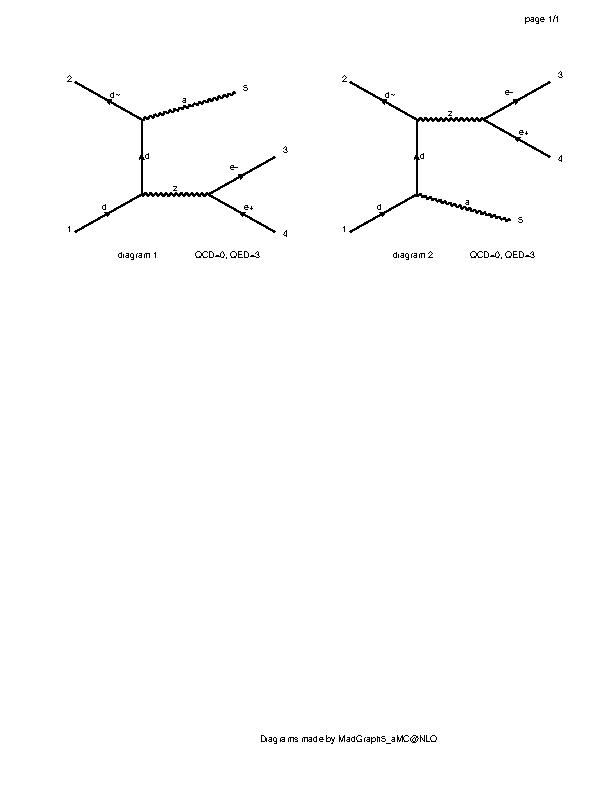 page 1/1
2
d~
a
5
d
z
e-
3
d
e+
1
4
diagram 1 QCD=0, QED=3
2
d~
z
e-
3
e+
4
d
d
a
5
1
diagram 2 QCD=0, QED=3
Diagrams made by MadGraph5_aMC@NLO